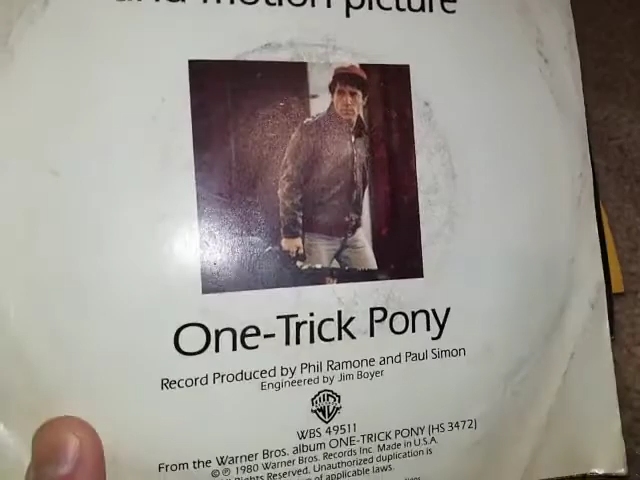 and motion picture
One-Trick Pony
Record Produced by Phil Ramone and Paul Simon
Engineered by Jim Boyer
WBS 49511
From the Warner Bros. album ONE-TRICK PONY (HS 3472)
© ℗ 1980 Warner Bros. Records Inc. Made in U.S.A.
Rights Reserved. Unauthorized duplication is
of applicable laws.